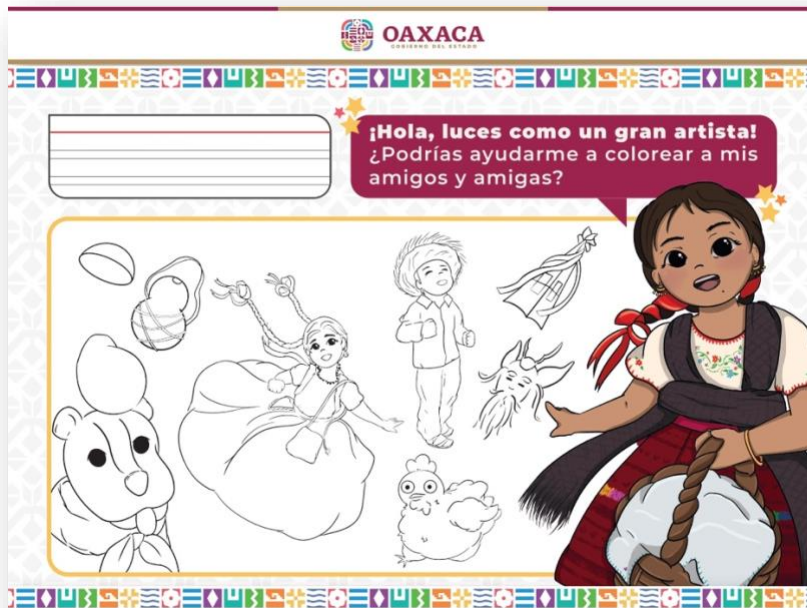 OAXACA
GOBIERNO DEL ESTADO
¡Hola, luces como un gran artista!
¿Podrías ayudarme a colorear a mis
amigos y amigas?